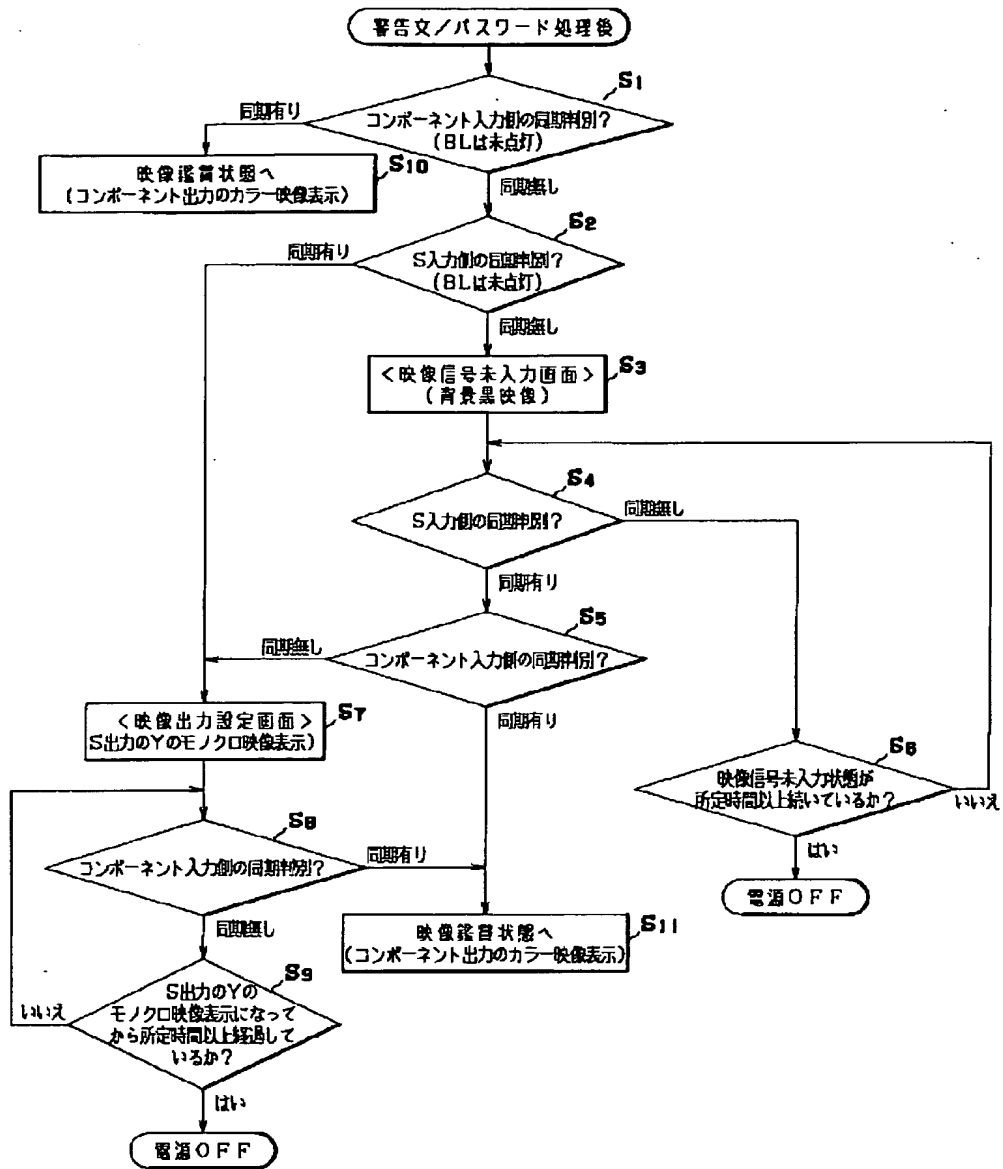 警告文/パスワード処理後
S1
同期有り
コンポーネント入力側の同期判別?
(BLは未点灯)
S10
映像鑑賞状態へ
(コンポーネント出力のカラー映像表示)
同期無し
S2
同期有り
S入力側の同期判別?
(BLは未点灯)
同期無し
S3
<映像信号未入力画面>
(背景黒映像)
S4
S入力側の同期判別?
同期無し
同期有り
S5
同期無し
コンポーネント入力側の同期判別?
S7
<映像出力設定画面>
S出力のYのモノクロ映像表示)
同期有り
S6
映像信号未入力状態が
所定時間以上続いているか?
いいえ
はい
電源OFF
S8
コンポーネント入力側の同期判別?
同期有り
同期無し
S11
映像鑑賞状態へ
(コンポーネント出力のカラー映像表示)
S9
S出力のYの
モノクロ映像表示になって
から所定時間以上経過して
いるか?
いいえ
はい
電源OFF